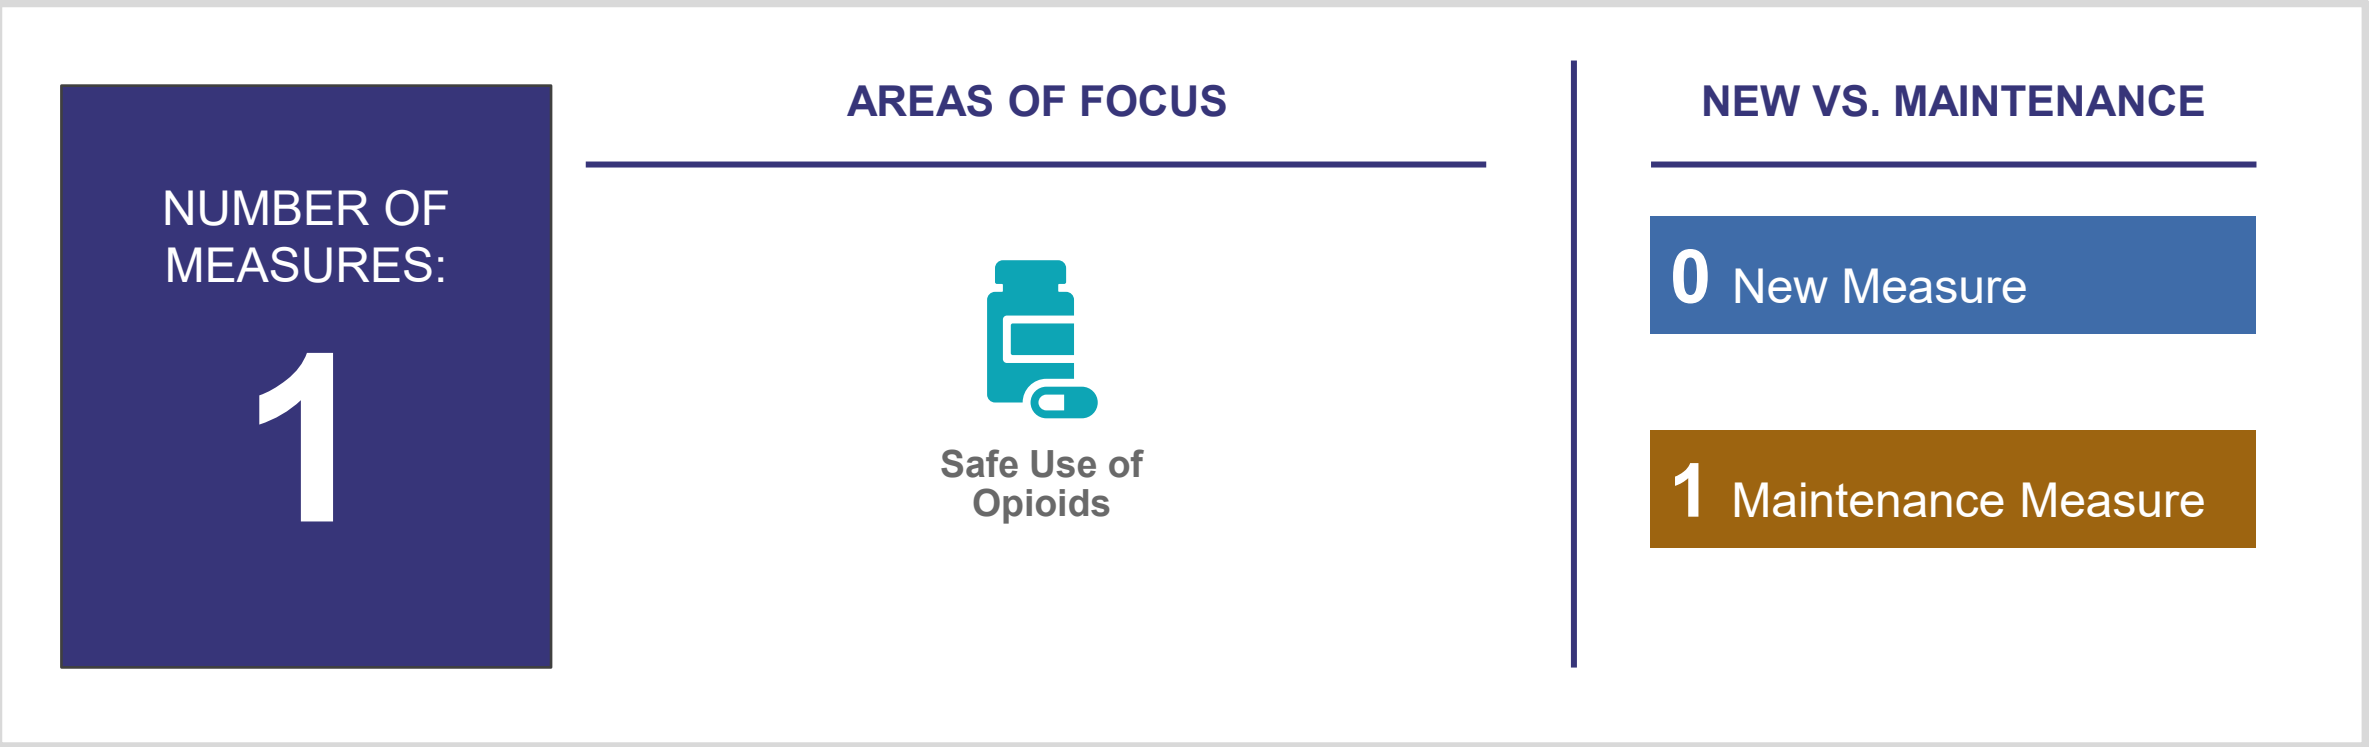 NUMBER OF
MEASURES:
1
AREAS OF FOCUS
Safe Use of
Opioids
NEW VS. MAINTENANCE
0 New Measure
1 Maintenance Measure